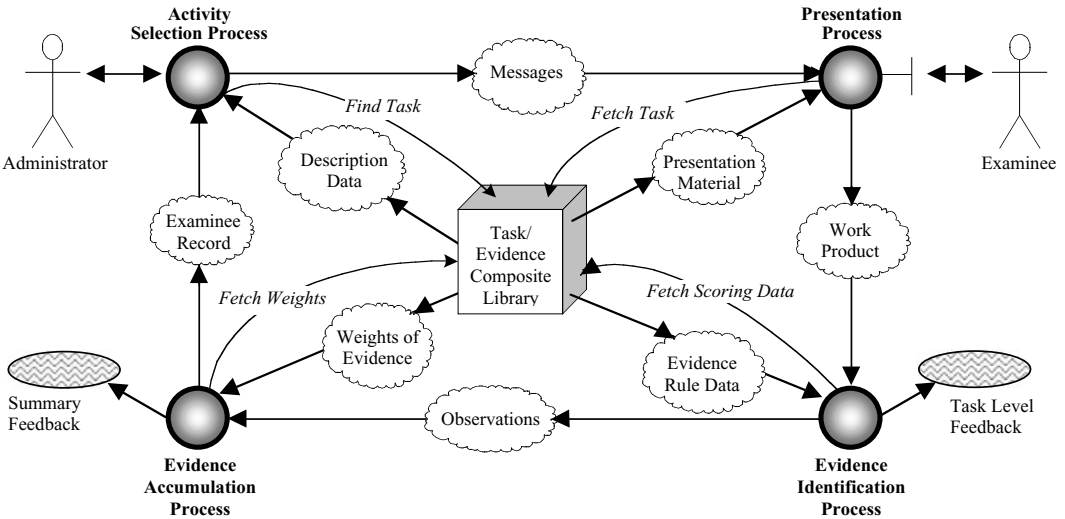 Activity
Selection Process
Presentation
Process
Messages
Find Task
Fetch Task
Administrator
Examinee
Description
Data
Presentation
Material
Examinee
Record
Task/
Evidence
Composite
Library
Work
Product
Fetch Weights
Fetch Scoring Data
Weights of
Evidence
Evidence
Rule Data
Summary
Feedback
Observations
Task Level
Feedback
Evidence
Accumulation
Process
Evidence
Identification
Process